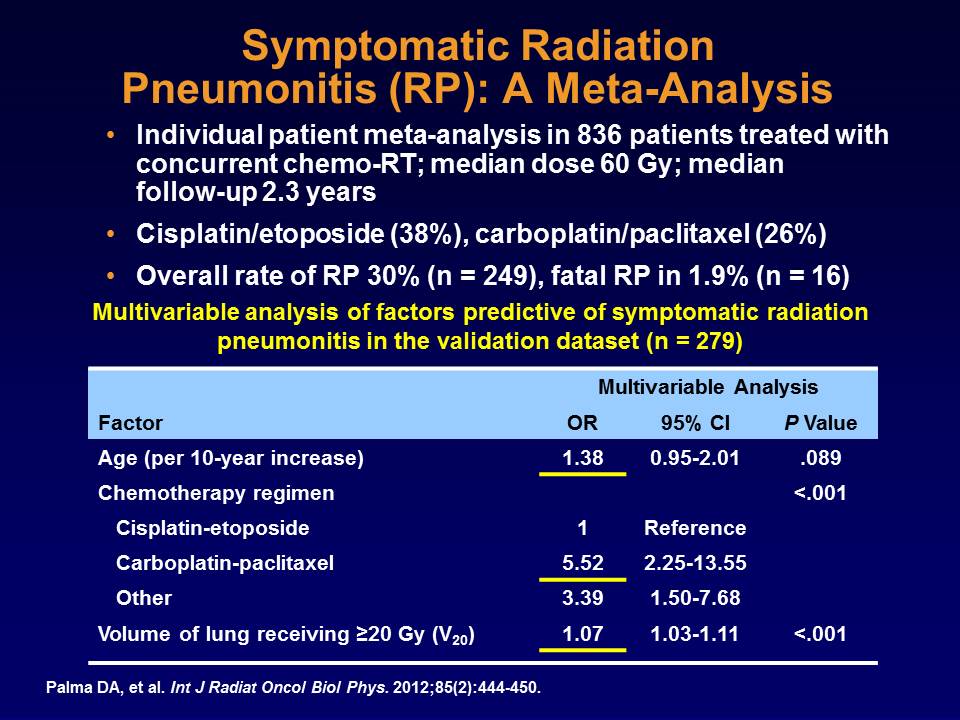 Symptomatic Radiation
Pneumonitis (RP): A Meta-Analysis
• Individual patient meta-analysis in 836 patients treated with
concurrent chemo-RT; median dose 60 Gy; median
follow-up 2.3 years
• Cisplatin/etoposide (38%), carboplatin/paclitaxel (26%)
• Overall rate of RP 30% (n = 249), fatal RP in 1.9% (n = 16)
Multivariable analysis of factors predictive of symptomatic radiation
pneumonitis in the validation dataset (n = 279)
Multivariable Analysis
Factor OR 95% CI P Value
Age (per 10-year increase) 1.38 0.95-2.01 .089
Chemotherapy regimen <.001
Cisplatin-etoposide 1 Reference
Carboplatin-paclitaxel 5.52 2.25-13.55
Other 3.39 1.50-7.68
Volume of lung receiving ≥20 Gy (V20) 1.07 1.03-1.11 <.001
Palma DA, et al. Int J Radiat Oncol Biol Phys. 2012;85(2):444-450.